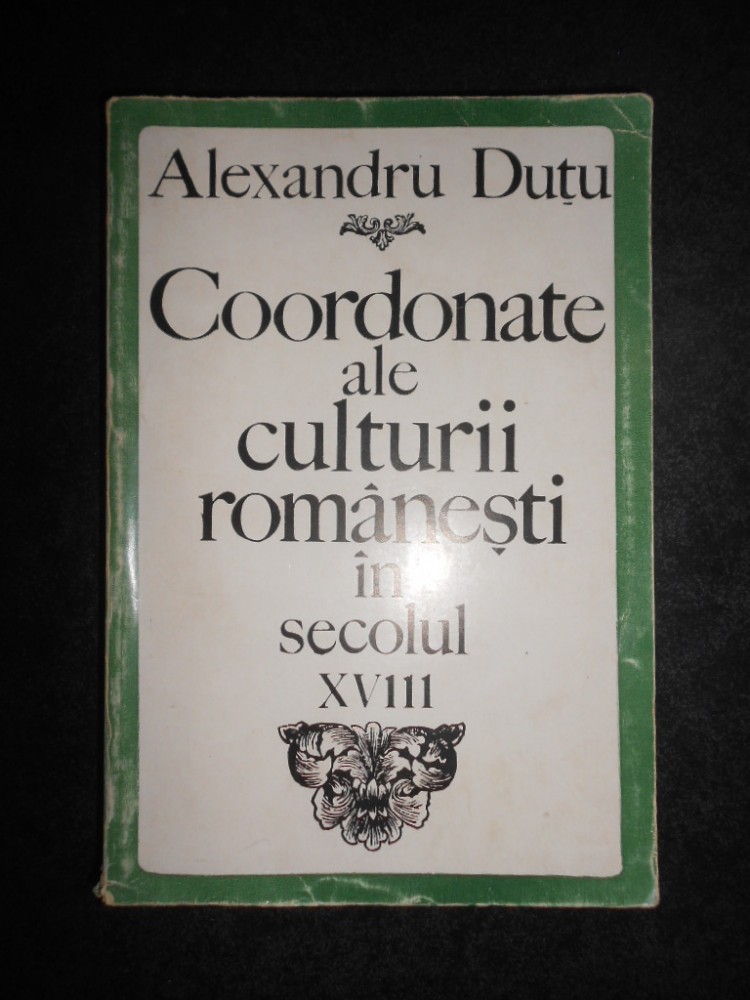 Alexandru Duțu
Coordonate
ale
culturii
românești
în
secolul
XVIII